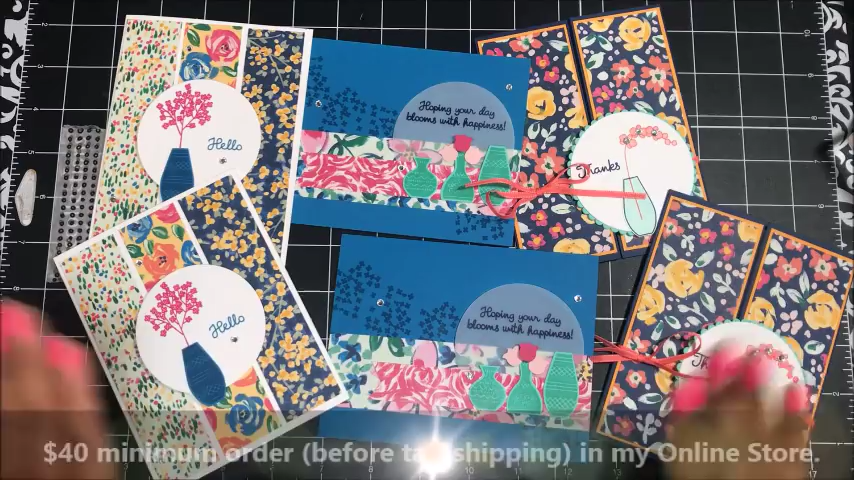 Hello
Hoping your day
blooms with happiness!
Thanks
Hello
Hoping your day
blooms with happiness!
$40 minimum order (before shipping) in my Online Store.